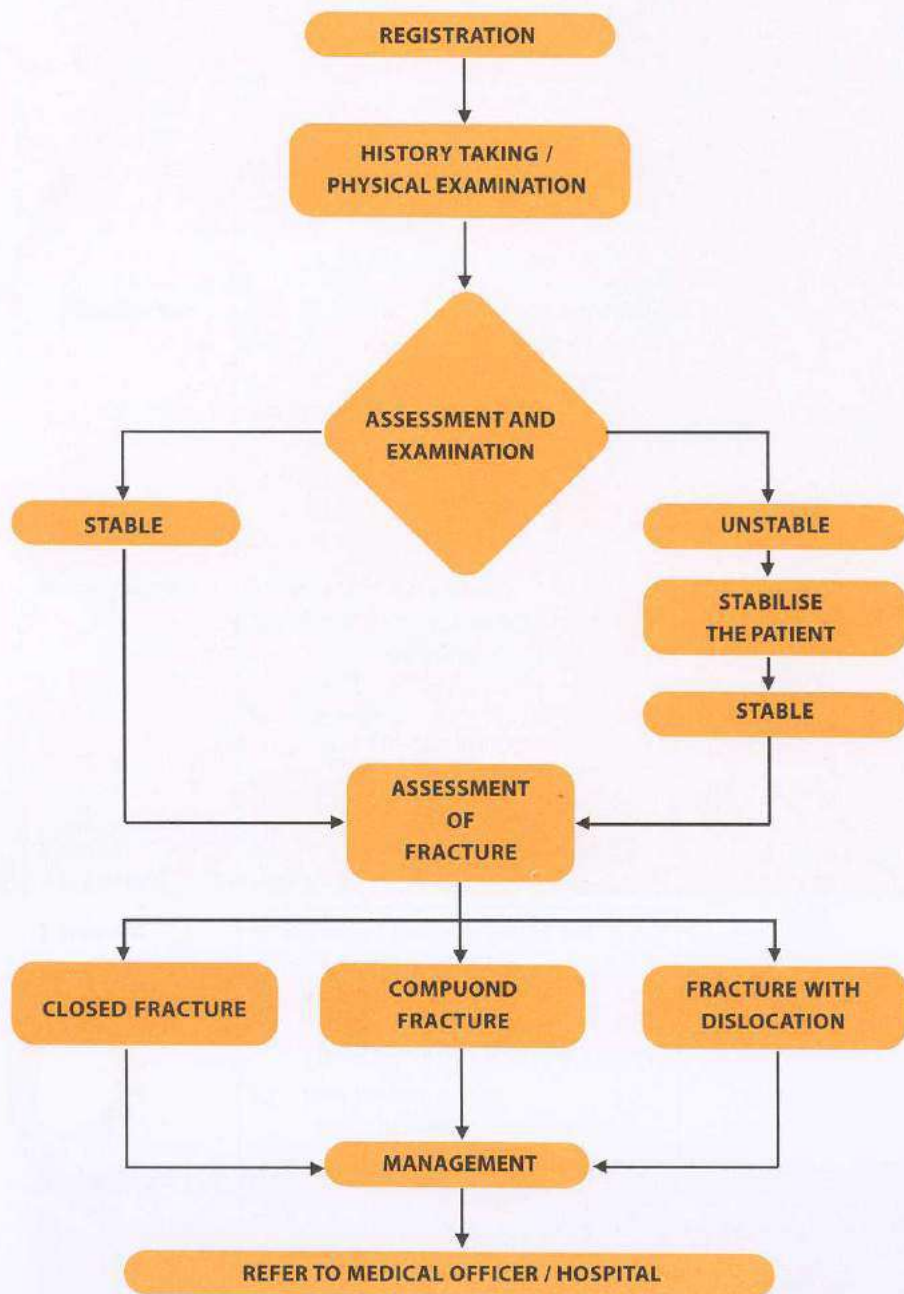 REGISTRATION
HISTORY TAKING /
PHYSICAL EXAMINATION
ASSESSMENT AND
EXAMINATION
STABLE
UNSTABLE
STABILISE
THE PATIENT
STABLE
ASSESSMENT
OF
FRACTURE
CLOSED FRACTURE
COMPUOND
FRACTURE
FRACTURE WITH
DISLOCATION
MANAGEMENT
REFER TO MEDICAL OFFICER / HOSPITAL